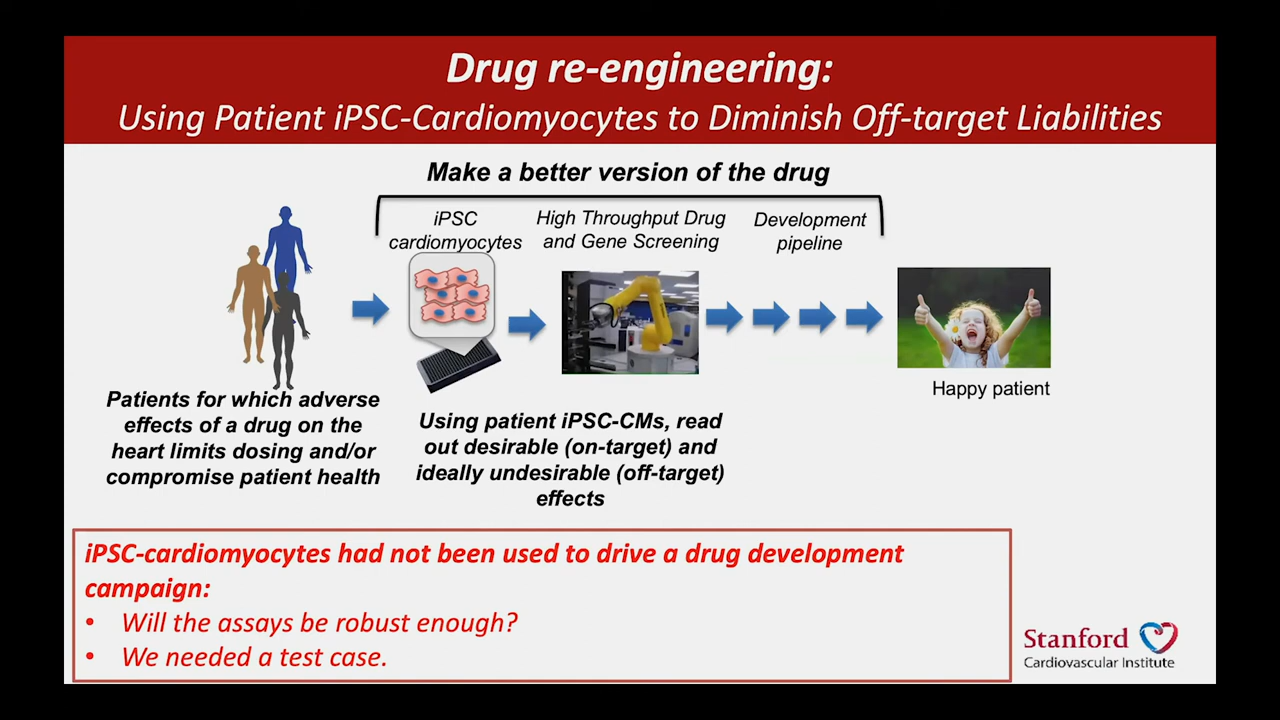 Drug re-engineering:
Using Patient iPSC-Cardiomyocytes to Diminish Off-target Liabilities
Make a better version of the drug
iPSC
cardiomyocytes
High Throughput Drug
and Gene Screening
Development
pipeline
Happy patient
Patients for which adverse
effects of a drug on the
heart limits dosing and/or
compromise patient health
Using patient iPSC-CMs, read
out desirable (on-target) and
ideally undesirable (off-target)
effects
iPSC-cardiomyocytes had not been used to drive a drug development
campaign:
• Will the assays be robust enough?
• We needed a test case.
Stanford
Cardiovascular Institute